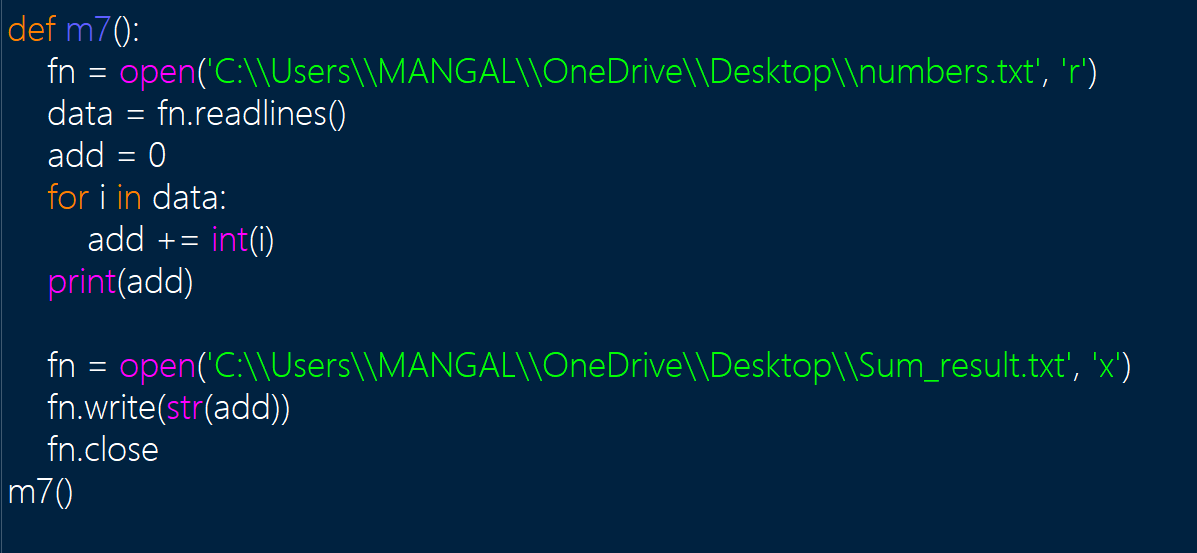 def m7():
    fn = open('C:\\Users\\MANGAL\\OneDrive\\Desktop\\numbers.txt', 'r')
    data = fn.readlines()
    add = 0
    for i in data:
        add += int(i)
    print(add)

    fn = open('C:\\Users\\MANGAL\\OneDrive\\Desktop\\Sum_result.txt', 'x')
    fn.write(str(add))
    fn.close
m7()